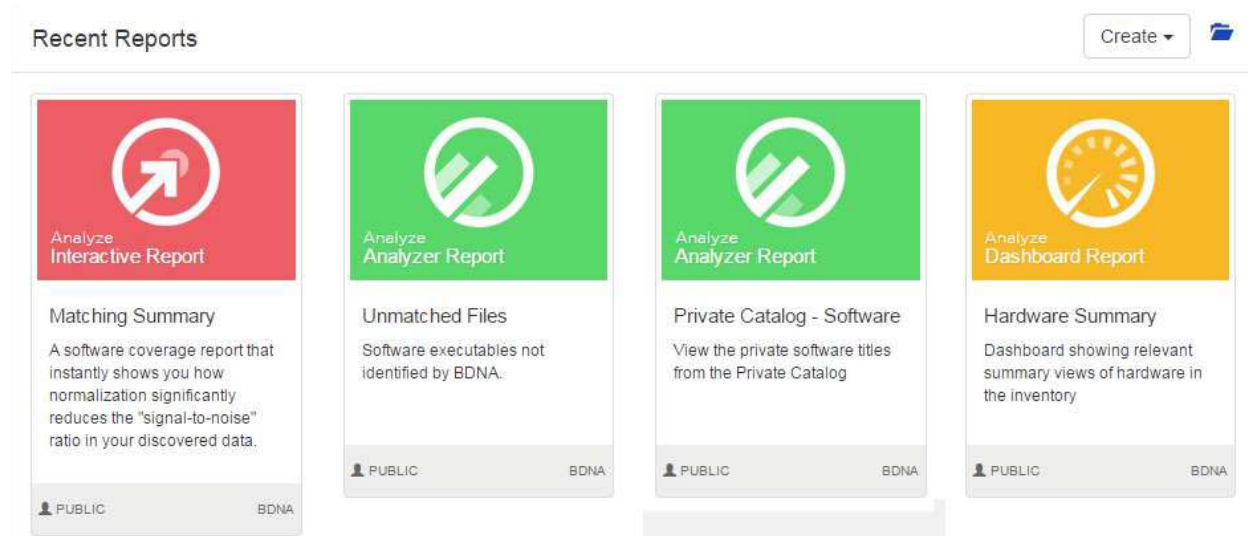 Recent Reports
Create
Analyze
Interactive Report
Matching Summary
A software coverage report that
instantly shows you how
normalization significantly
reduces the "signal-to-noise"
ratio in your discovered data.
PUBLIC BDNA
Analyze
Analyzer Report
Unmatched Files
Software executables not
identified by BDNA.
PUBLIC BDNA
Analyze
Analyzer Report
Private Catalog - Software
View the private software titles
from the Private Catalog
PUBLIC BDNA
Analyze
Dashboard Report
Hardware Summary
Dashboard showing relevant
summary views of hardware in
the inventory
PUBLIC BDNA